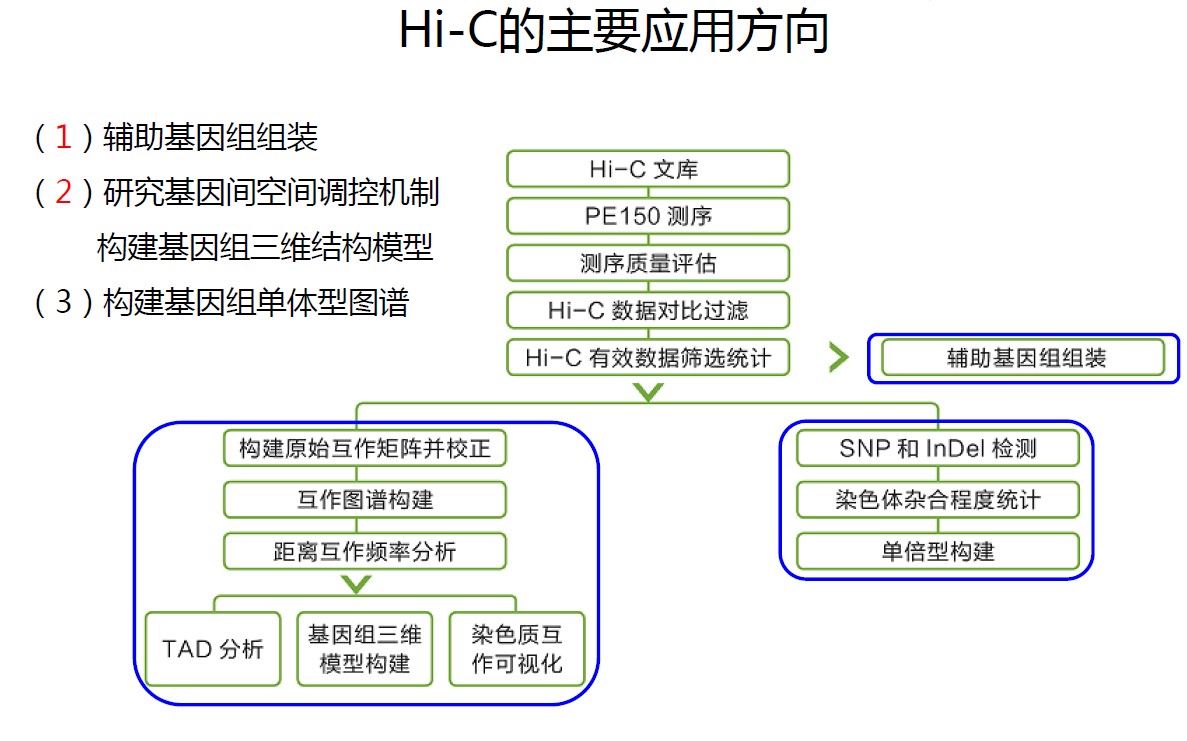 Hi-C的主要应用方向
（1）辅助基因组组装
（2）研究基因间空间调控机制
构建基因组三维结构模型
（3）构建基因组单体型图谱
Hi-C 文库
PE150 测序
测序质量评估
Hi-C 数据对比过滤
Hi-C 有效数据筛选统计
辅助基因组组装
构建原始互作矩阵并校正
互作图谱构建
距离互作频率分析
TAD 分析
基因组三维
模型构建
染色质互
作可视化
SNP 和 InDel 检测
染色体杂合程度统计
单倍型构建